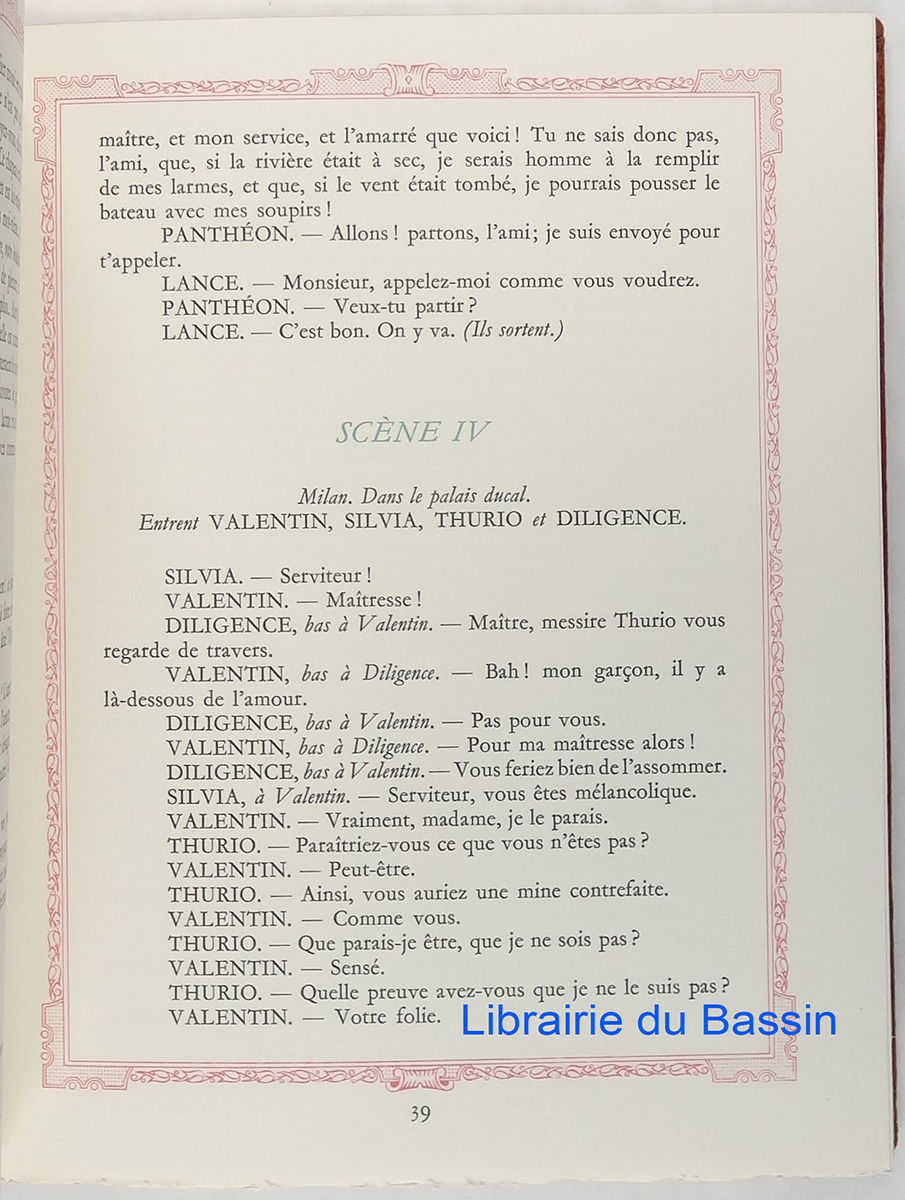 maître, et mon service, et l'amarré que voici ! Tu ne sais donc pas,
l'ami, que, si la rivière était à sec, je serais homme à la remplir
de mes larmes, et que, si le vent était tombé, je pourrais pousser le
bateau avec mes soupirs !
PANTHÉON. — Allons ! partons, l'ami ; je suis envoyé pour
t'appeler.
LANCE. — Monsieur, appelez-moi comme vous voudrez.
PANTHÉON. — Veux-tu partir ?
LANCE. — C'est bon. On y va. (Ils sortent.)
SCÈNE IV
Milan. Dans le palais ducal.
Entrent VALENTIN, SILVIA, THURIO et DILIGENCE.
SILVIA. — Serviteur !
VALENTIN. — Maîtresse !
DILIGENCE, bas à Valentin. — Maître, messire Thurio vous
regarde de travers.
VALENTIN, bas à Diligence. — Bah ! mon garçon, il y a
là-dessous de l'amour.
DILIGENCE, bas à Valentin. — Pas pour vous.
VALENTIN, bas à Diligence. — Pour ma maîtresse alors !
DILIGENCE, bas à Valentin. — Vous feriez bien de l'assommer.
SILVIA, à Valentin. — Serviteur, vous êtes mélancolique.
VALENTIN. — Vraiment, madame, je le parais.
THURIO. — Paraîtriez-vous ce que vous n'êtes pas ?
VALENTIN. — Peut-être.
THURIO. — Ainsi, vous auriez une mine contrefaite.
VALENTIN. — Comme vous.
THURIO. — Que parais-je être, que je ne sois pas ?
VALENTIN. — Sensé.
THURIO. — Quelle preuve avez-vous que je ne le suis pas ?
VALENTIN. — Votre folie.
Librairie du Bassin
39